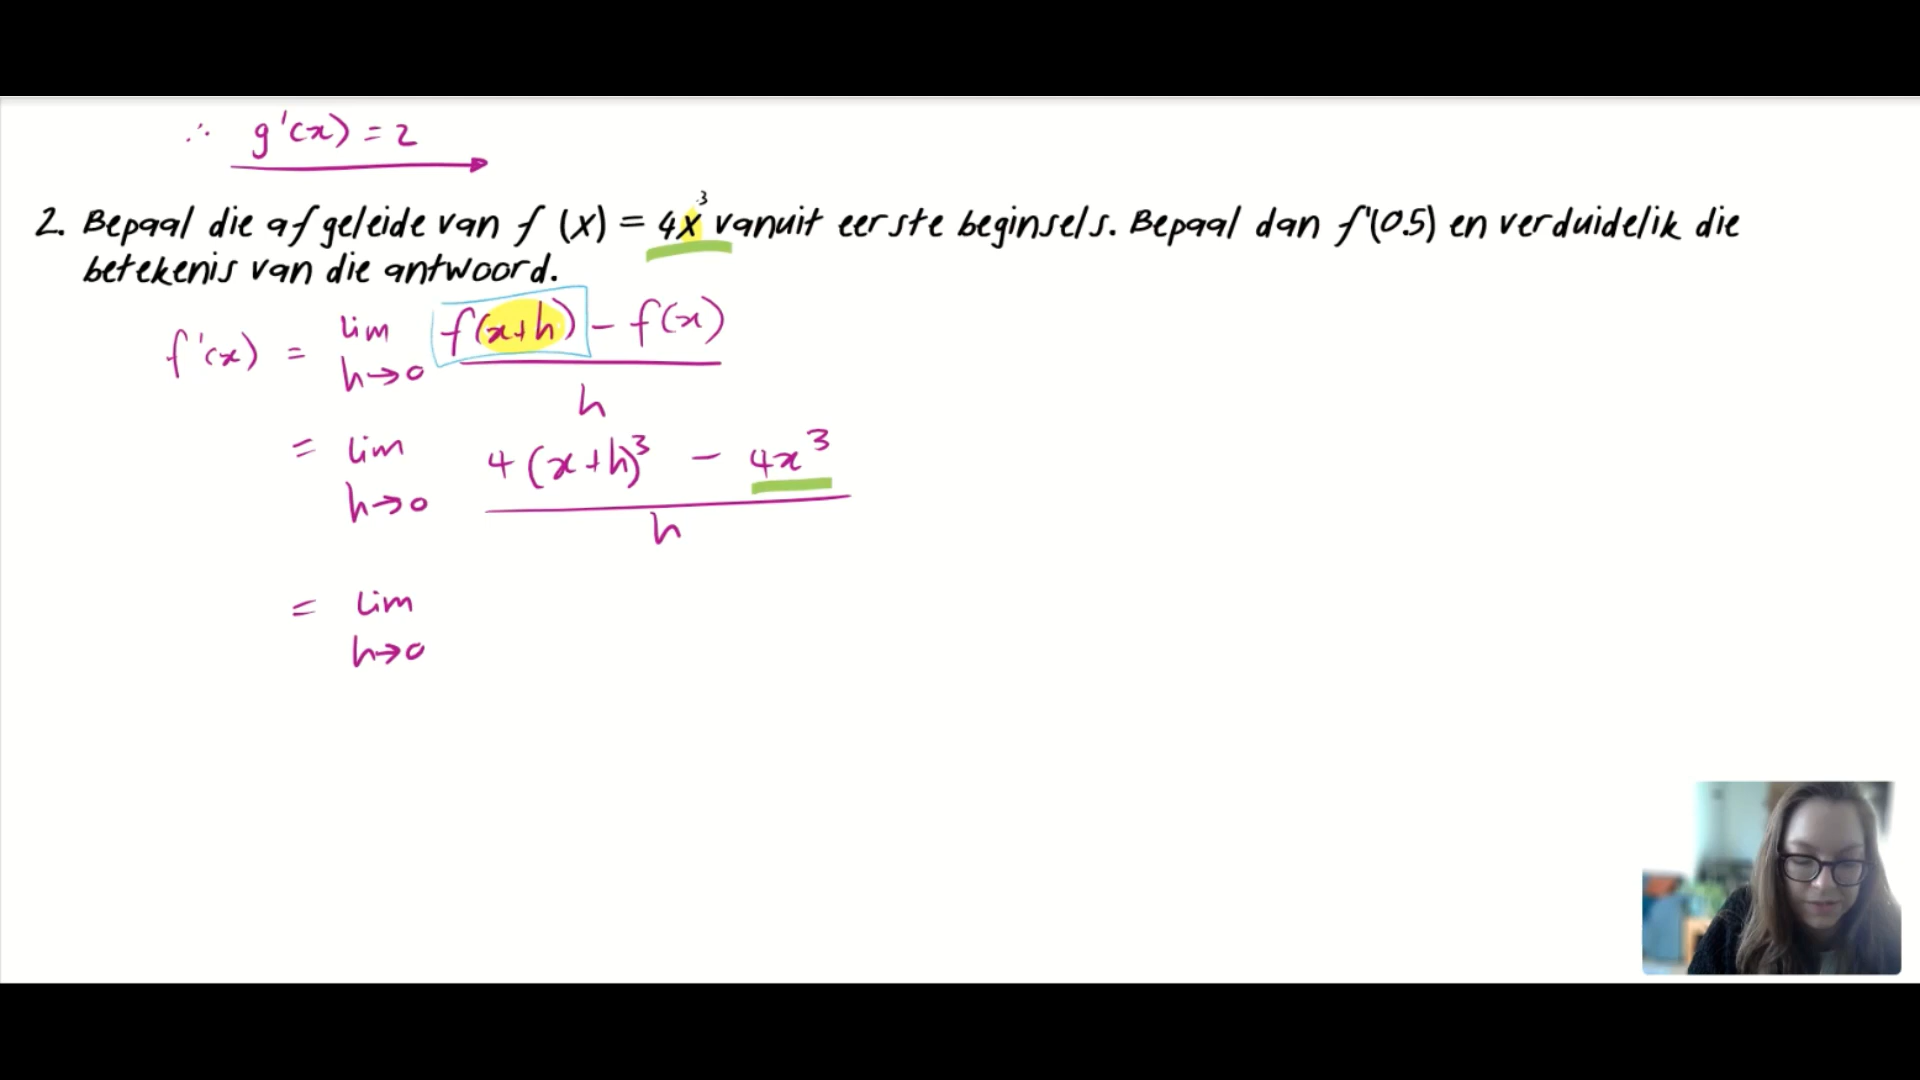 ∴ g'(x) = 2
2. Bepaal die afgeleide van f (x) = 4x³ vanuit eerste beginsels. Bepaal dan f'(0.5) en verduidelik die
betekenis van die antwoord.
f'(x) = lim h→0 f(x+h) - f(x) / h
= lim h→0 4(x+h)³ - 4x³ / h
= lim h→0